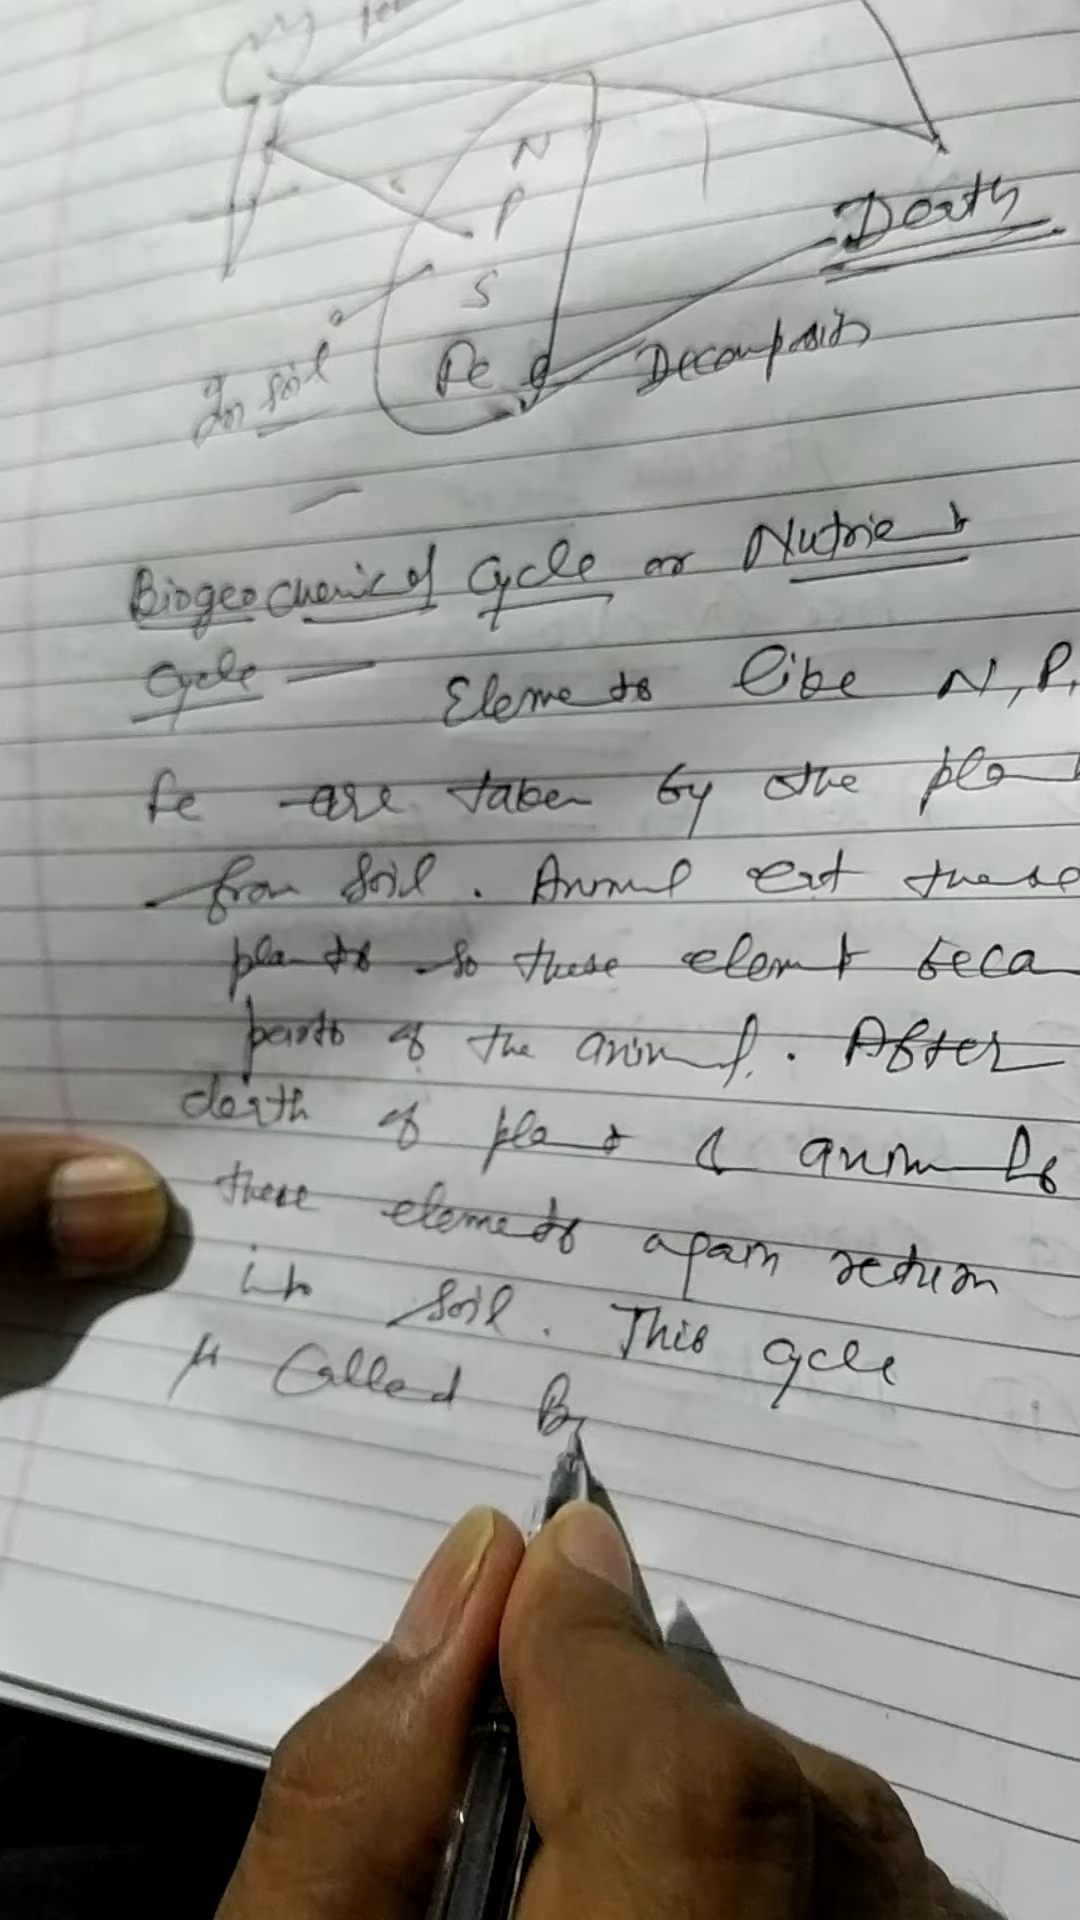 N
P
Death
S
Fe
Decomposits
In soil
Biogeochemical Cycle or Nutrient
Cycle — Elements like N, P,
Fe are taken by the plant
from soil. Animal eat these
plants so these element beca
parts of the animal. After
death of plant & animals
these elements again return
into soil. This cycle
is called B